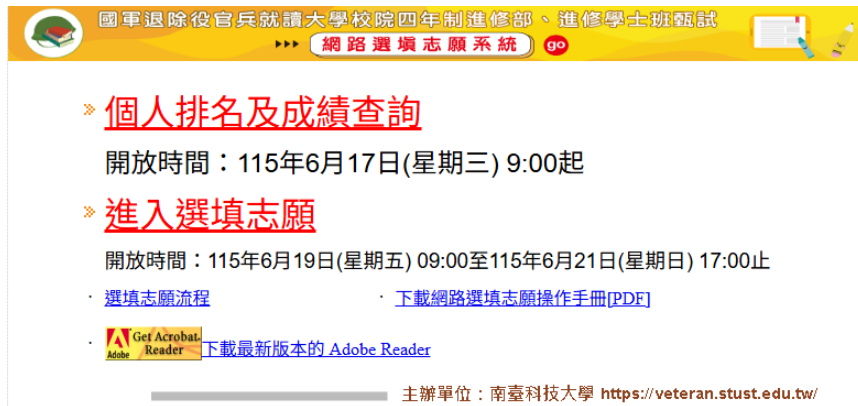 國軍退除役官兵就讀大學校院四年制進修部、進修學士班甄試
網路選填志願系統 go
個人排名及成績查詢
開放時間：115年6月17日(星期三) 9:00起
進入選填志願
開放時間：115年6月19日(星期五) 09:00至115年6月21日(星期日) 17:00止
· 選填志願流程 · 下載網路選填志願操作手冊[PDF]
· Get Acrobat Reader Adobe 下載最新版本的 Adobe Reader
主辦單位：南臺科技大學 https://veteran.stust.edu.tw/